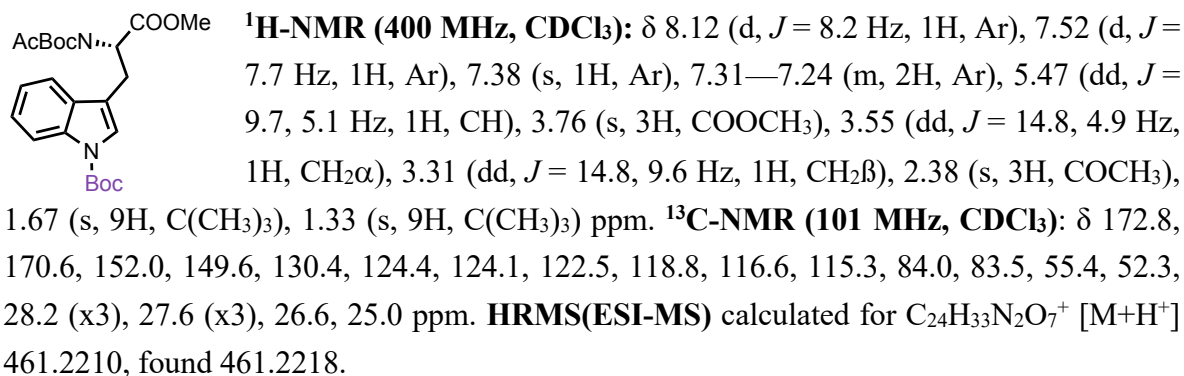 COOMe
AcBocN
N
Boc
¹H-NMR (400 MHz, CDCl₃): δ 8.12 (d, J = 8.2 Hz, 1H, Ar), 7.52 (d, J =
7.7 Hz, 1H, Ar), 7.38 (s, 1H, Ar), 7.31—7.24 (m, 2H, Ar), 5.47 (dd, J =
9.7, 5.1 Hz, 1H, CH), 3.76 (s, 3H, COOCH₃), 3.55 (dd, J = 14.8, 4.9 Hz,
1H, CH₂α), 3.31 (dd, J = 14.8, 9.6 Hz, 1H, CH₂ß), 2.38 (s, 3H, COCH₃),
1.67 (s, 9H, C(CH₃)₃), 1.33 (s, 9H, C(CH₃)₃) ppm. ¹³C-NMR (101 MHz, CDCl₃): δ 172.8,
170.6, 152.0, 149.6, 130.4, 124.4, 124.1, 122.5, 118.8, 116.6, 115.3, 84.0, 83.5, 55.4, 52.3,
28.2 (x3), 27.6 (x3), 26.6, 25.0 ppm. HRMS(ESI-MS) calculated for C₂₄H₃₃N₂O₇⁺ [M+H⁺]
461.2210, found 461.2218.